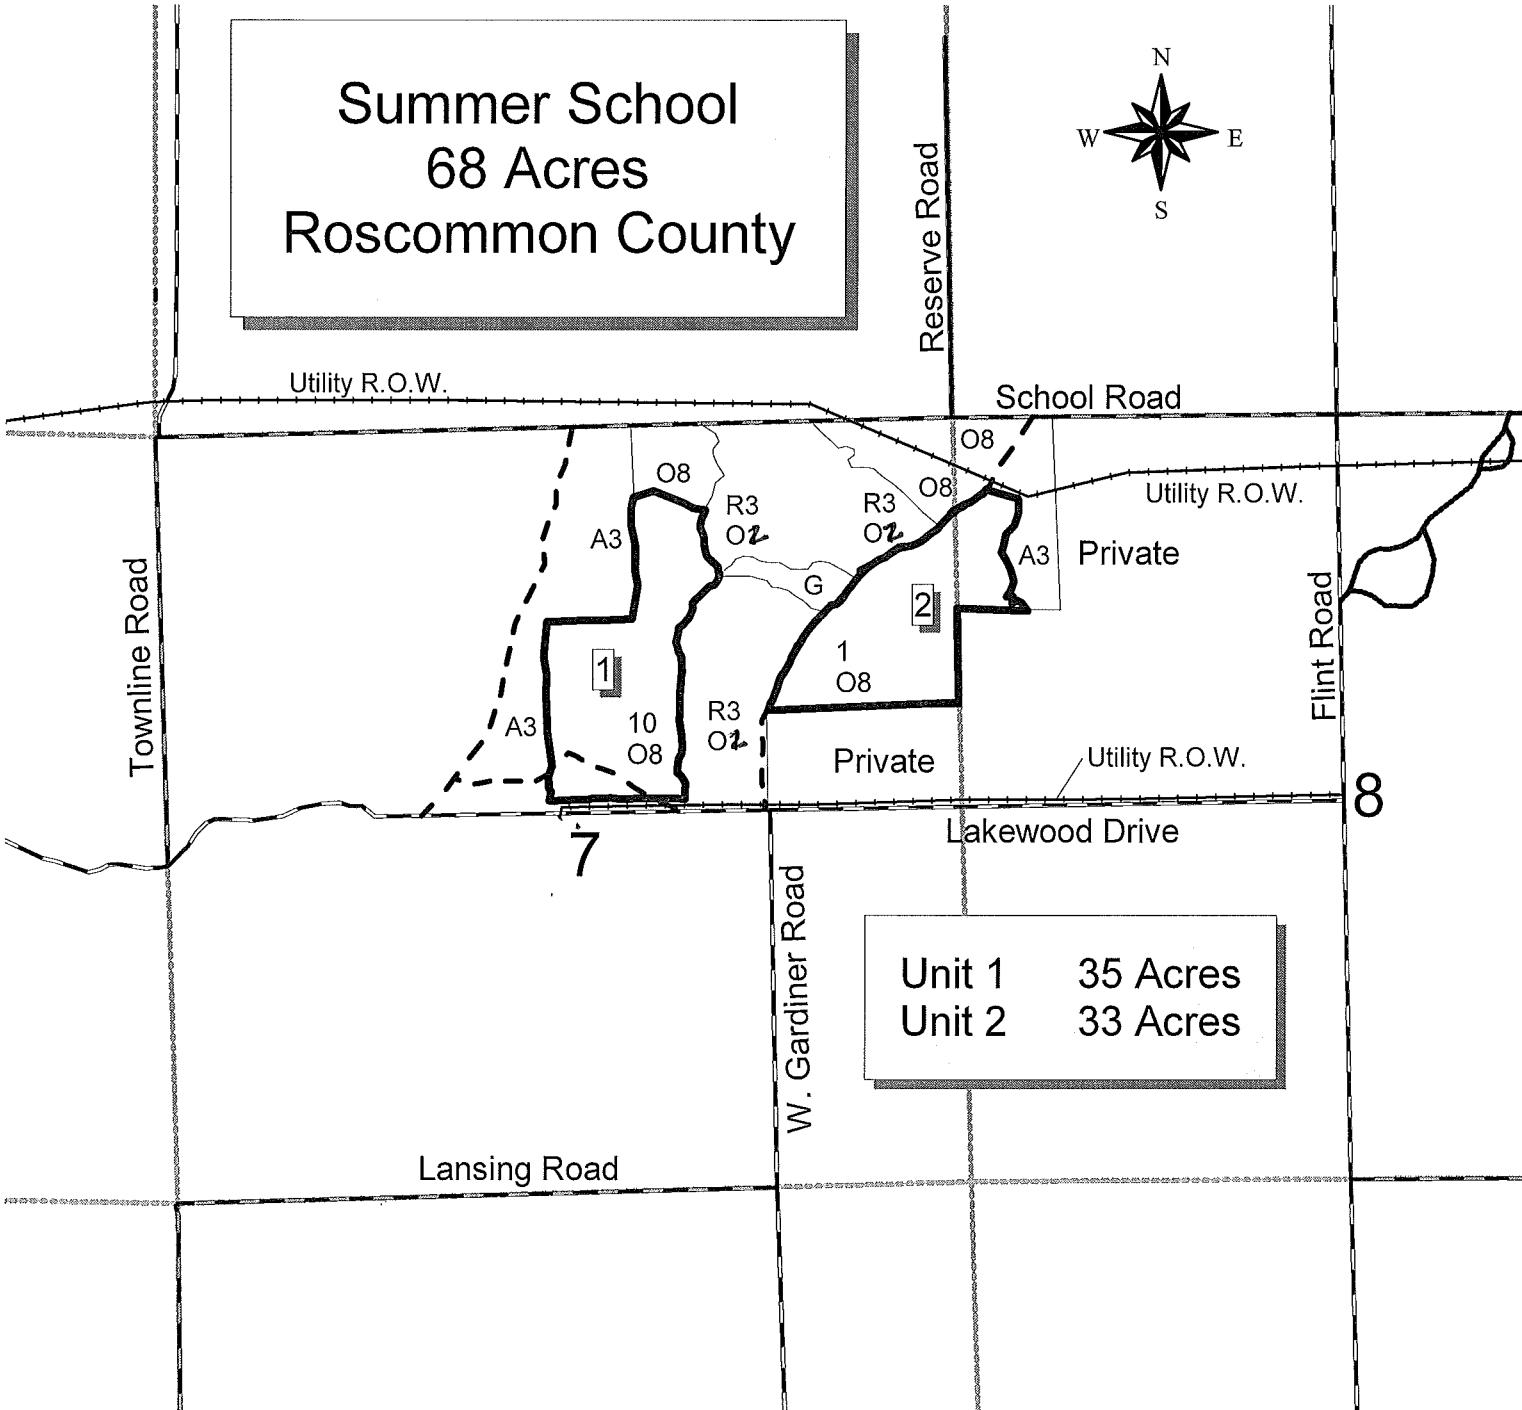 Summer School
68 Acres
Roscommon County
N
W E
S
Reserve Road
Utility R.O.W.
School Road
O8
O8
O8
R3
O2
R3
O2
Utility R.O.W.
A3
A3
Private
G
2
Townline Road
Flint Road
1
1
O8
A3
10
O8
R3
O2
Private
Utility R.O.W.
8
Lakewood Drive
7
W. Gardiner Road
Unit 1 35 Acres
Unit 2 33 Acres
Lansing Road